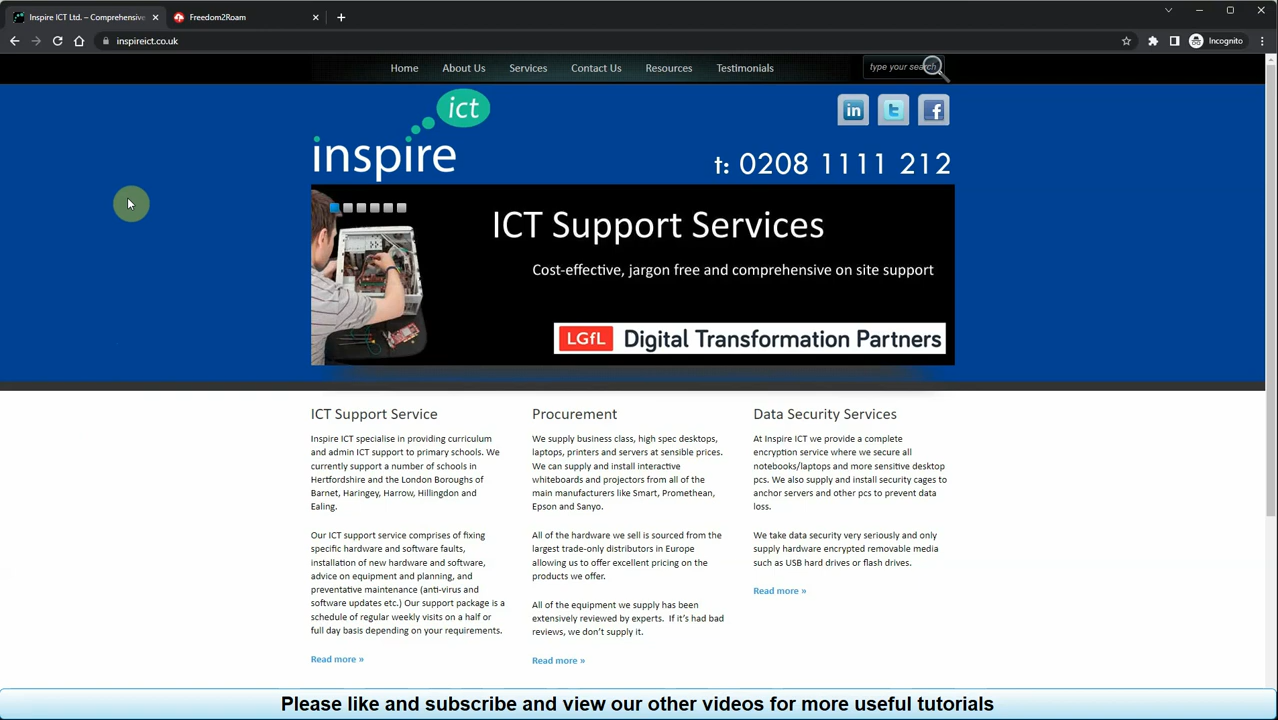 Inspire ICT Ltd. – Comprehensive
Freedom2Roam
inspireict.co.uk
Incognito
Home About Us Services Contact Us Resources Testimonials
type your search
ict
inspire
in t f
t: 0208 1111 212
ICT Support Services
Cost-effective, jargon free and comprehensive on site support
LGfL Digital Transformation Partners
ICT Support Service
Inspire ICT specialise in providing curriculum
and admin ICT support to primary schools. We
currently support a number of schools in
Hertfordshire and the London Boroughs of
Barnet, Haringey, Harrow, Hillingdon and
Ealing.
Our ICT support service comprises of fixing
specific hardware and software faults,
installation of new hardware and software,
advice on equipment and planning, and
preventative maintenance (anti-virus and
software updates etc.) Our support package is a
schedule of regular weekly visits on a half or
full day basis depending on your requirements.
Read more »
Procurement
We supply business class, high spec desktops,
laptops, printers and servers at sensible prices.
We can supply and install interactive
whiteboards and projectors from all of the
main manufacturers like Smart, Promethean,
Epson and Sanyo.
All of the hardware we sell is sourced from the
largest trade-only distributors in Europe
allowing us to offer excellent pricing on the
products we offer.
All of the equipment we supply has been
extensively reviewed by experts. If it's had bad
reviews, we don't supply it.
Read more »
Data Security Services
At Inspire ICT we provide a complete
encryption service where we secure all
notebooks/laptops and more sensitive desktop
pcs. We also supply and install security cages to
anchor servers and other pcs to prevent data
loss.
We take data security very seriously and only
supply hardware encrypted removable media
such as USB hard drives or flash drives.
Read more »
Please like and subscribe and view our other videos for more useful tutorials